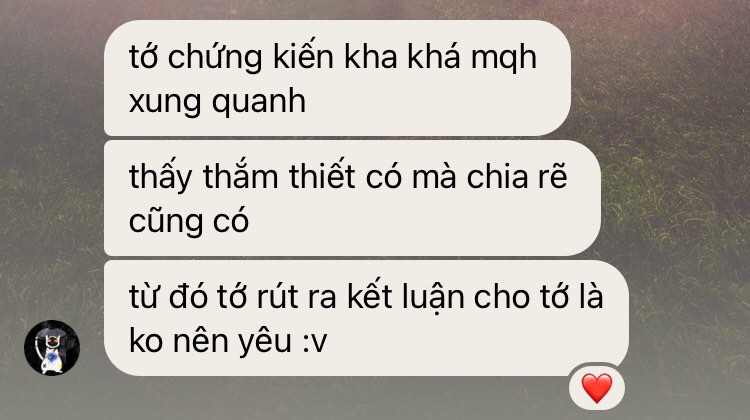 tớ chứng kiến kha khá mqh
xung quanh
thấy thắm thiết có mà chia rẽ
cũng có
từ đó tớ rút ra kết luận cho tớ là
ko nên yêu :v